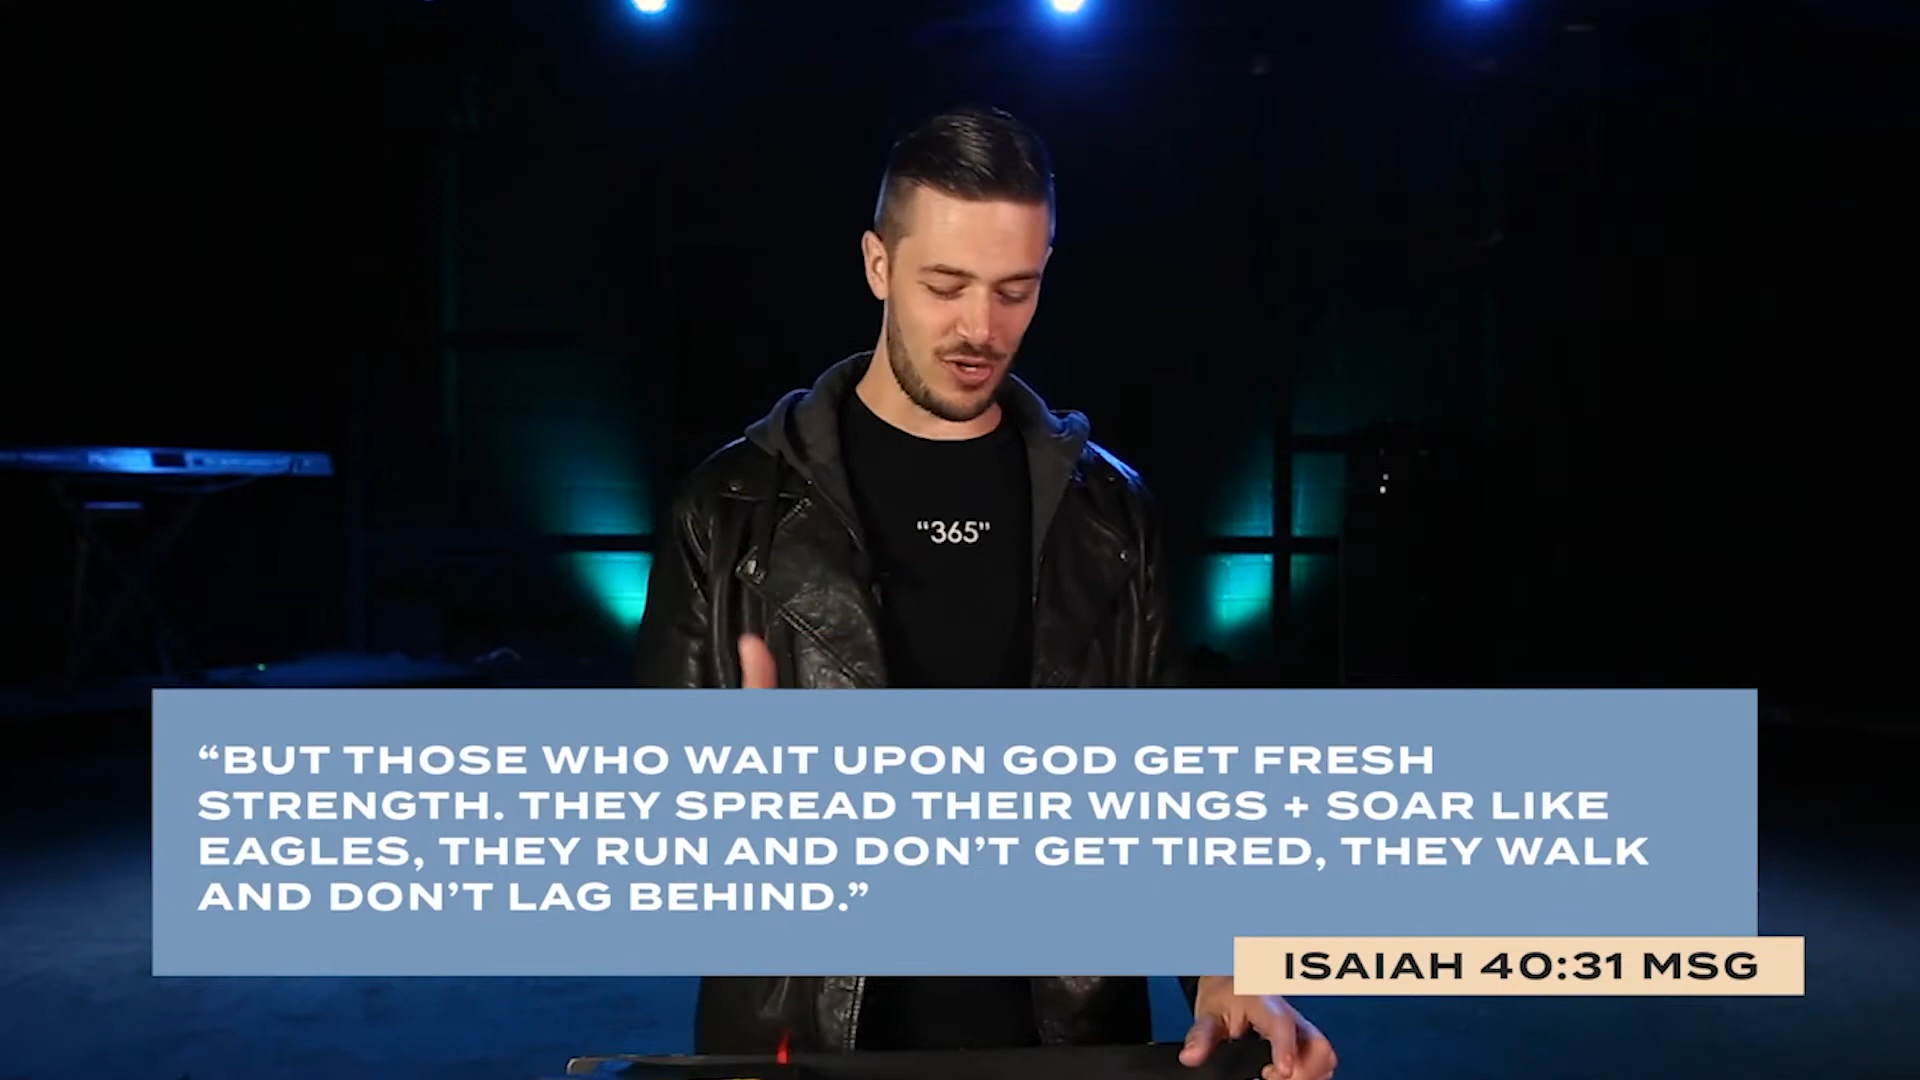 “365”
“BUT THOSE WHO WAIT UPON GOD GET FRESH
STRENGTH. THEY SPREAD THEIR WINGS + SOAR LIKE
EAGLES, THEY RUN AND DON’T GET TIRED, THEY WALK
AND DON’T LAG BEHIND.”
ISAIAH 40:31 MSG